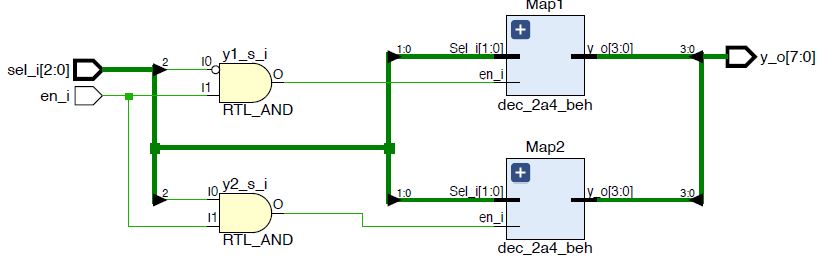 Map1
y1_s_i
sel_i[2:0]
2
I0
I1
O
RTL_AND
en_i
1:0
Sel_i[1:0]
y_o[3:0]
3:0
en_i
dec_2a4_beh
y_o[7:0]
Map2
y2_s_i
2
I0
I1
O
RTL_AND
1:0
Sel_i[1:0]
y_o[3:0]
3:0
en_i
dec_2a4_beh